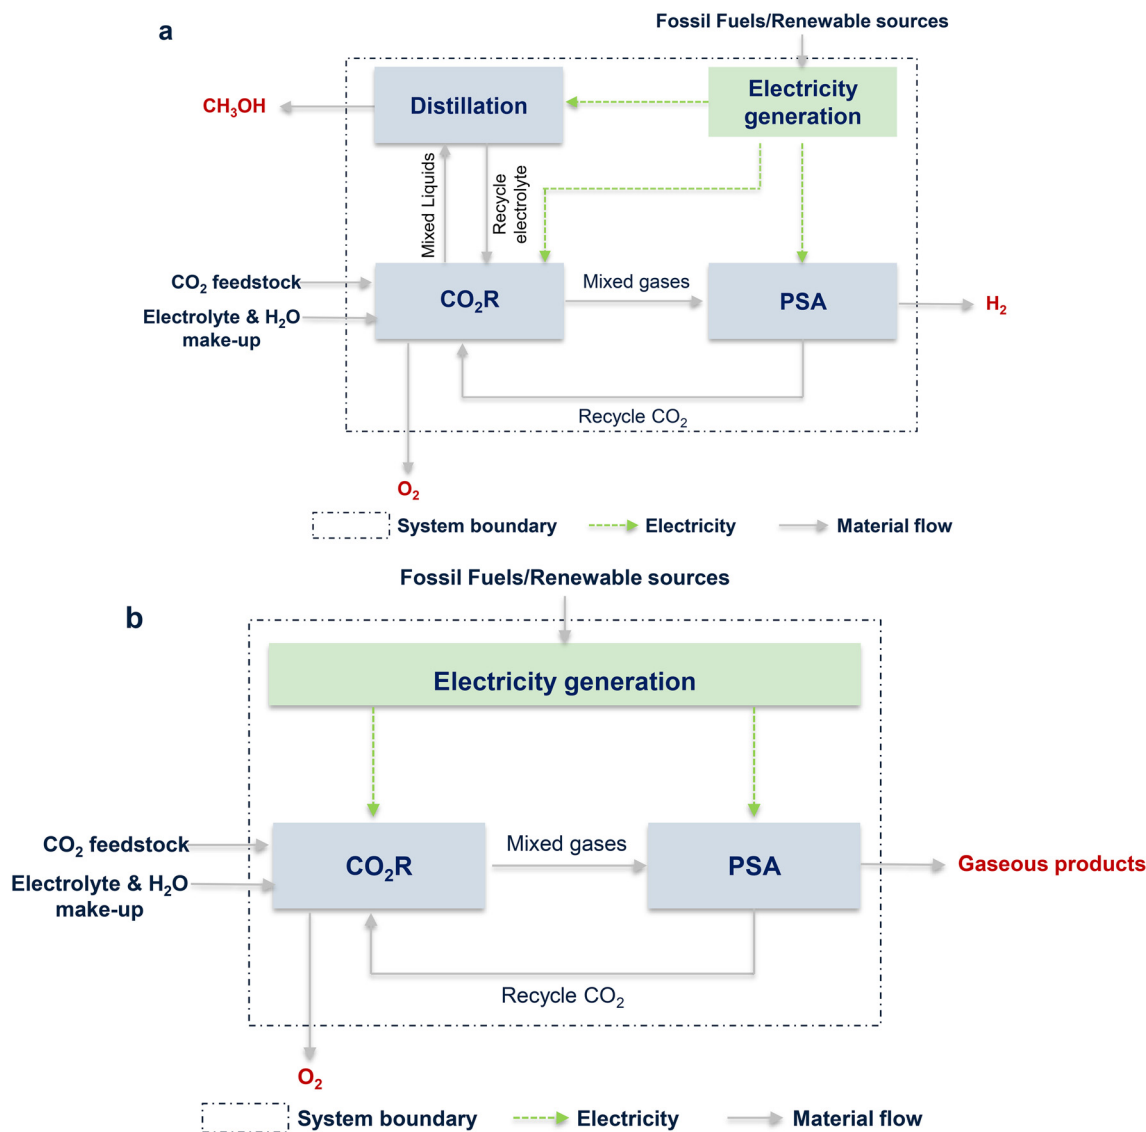 a
Fossil Fuels/Renewable sources
CH₃OH
Distillation
Electricity
generation
Mixed Liquids
Recycle
electrolyte
CO₂ feedstock
Electrolyte & H₂O
make-up
CO₂R
Mixed gases
PSA
H₂
Recycle CO₂
O₂
System boundary
Electricity
Material flow
Fossil Fuels/Renewable sources
b
Electricity generation
CO₂ feedstock
Electrolyte & H₂O
make-up
CO₂R
Mixed gases
PSA
Gaseous products
Recycle CO₂
O₂
System boundary
Electricity
Material flow